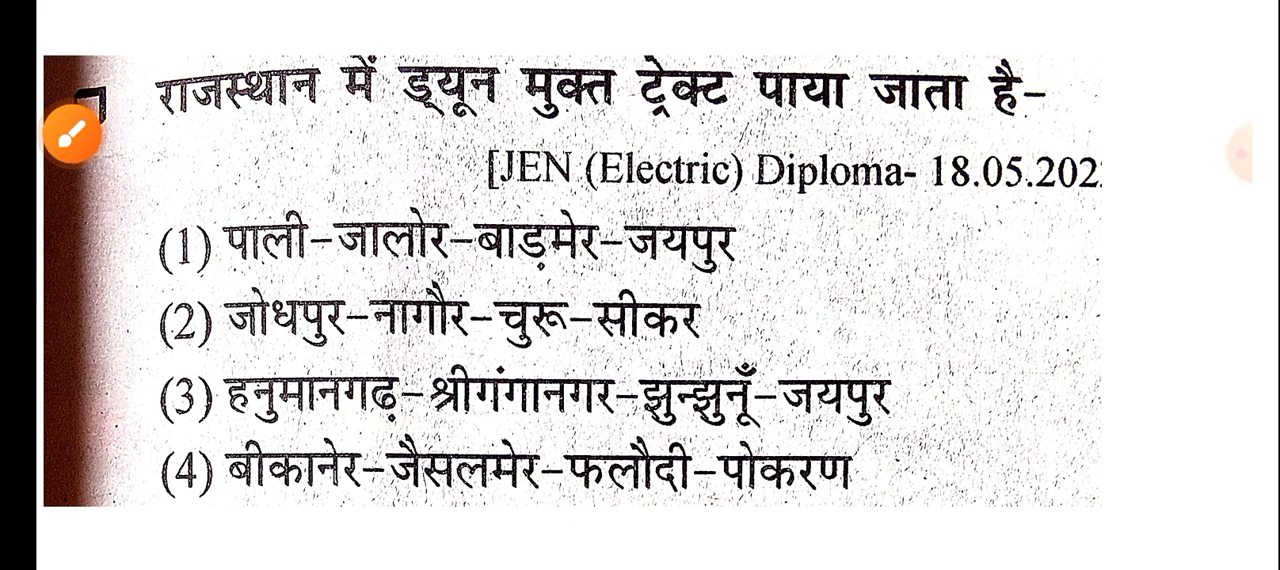 राजस्थान में ड्यून मुक्त ट्रेक्ट पाया जाता है–
[JEN (Electric) Diploma- 18.05.202
(1) पाली–जालोर–बाड़मेर–जयपुर
(2) जोधपुर–नागौर–चुरू–सीकर
(3) हनुमानगढ़–श्रीगंगानगर–झुन्झुनूँ–जयपुर
(4) बीकानेर–जैसलमेर–फलौदी–पोकरण